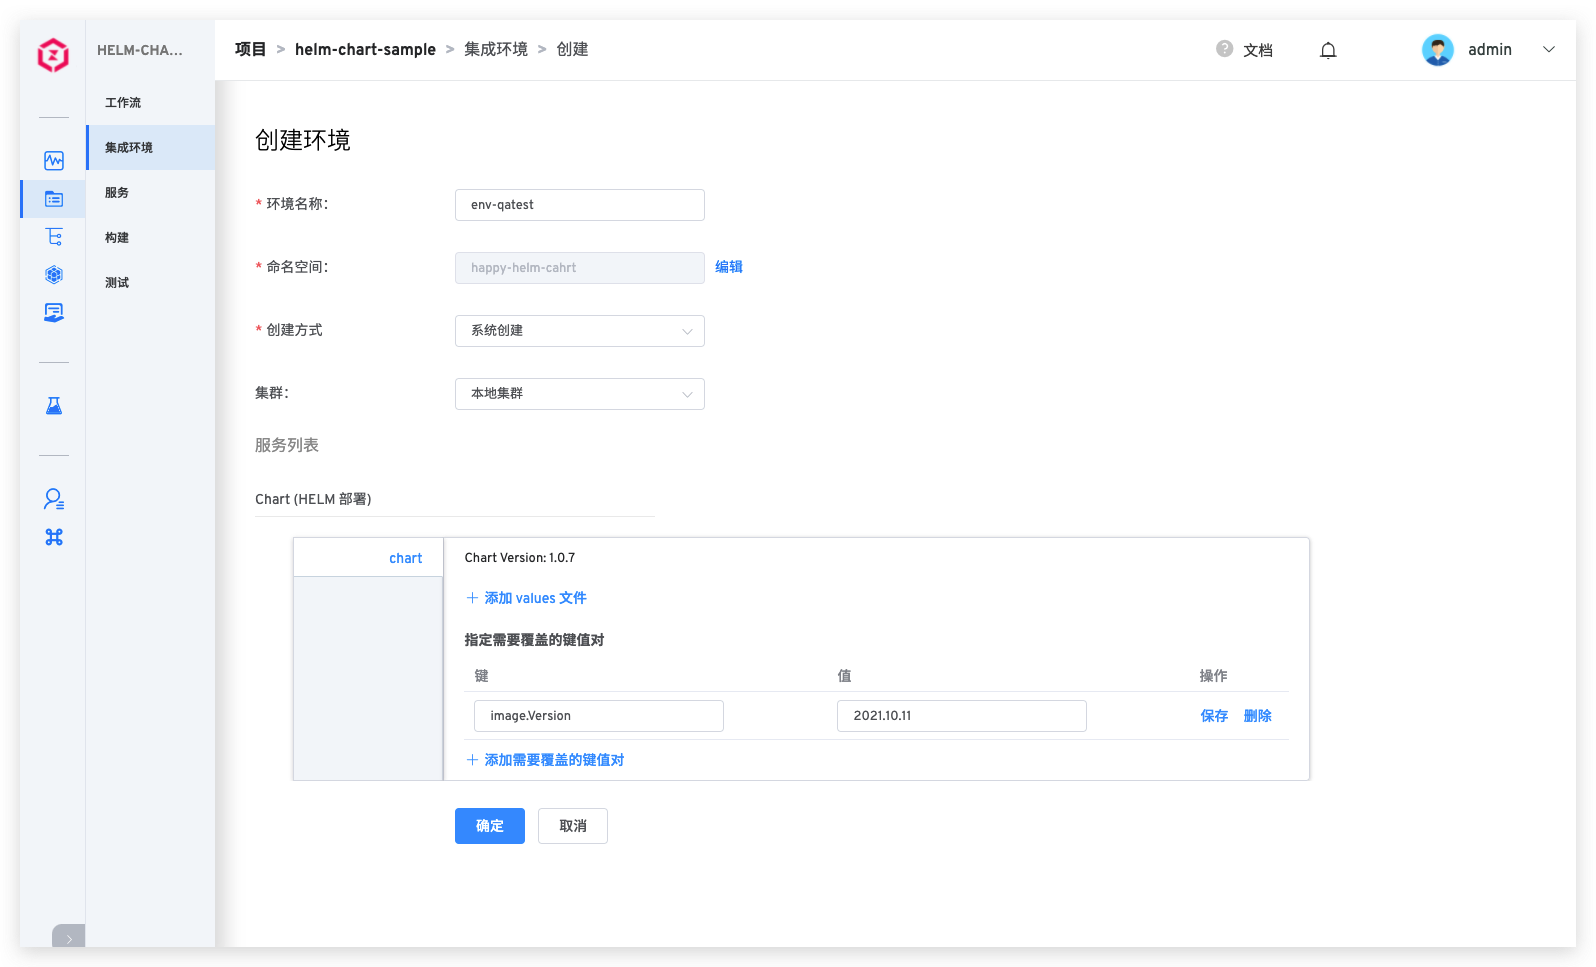 HELM-CHA...
项目 > helm-chart-sample > 集成环境 > 创建
? 文档
admin
工作流
集成环境
服务
构建
测试
创建环境
* 环境名称：
env-qatest
* 命名空间：
happy-helm-cahrt
编辑
* 创建方式
系统创建
集群：
本地集群
服务列表
Chart (HELM 部署)
chart
Chart Version: 1.0.7
+ 添加 values 文件
指定需要覆盖的键值对
键 值 操作
image.Version 2021.10.11 保存 删除
+ 添加需要覆盖的键值对
确定 取消